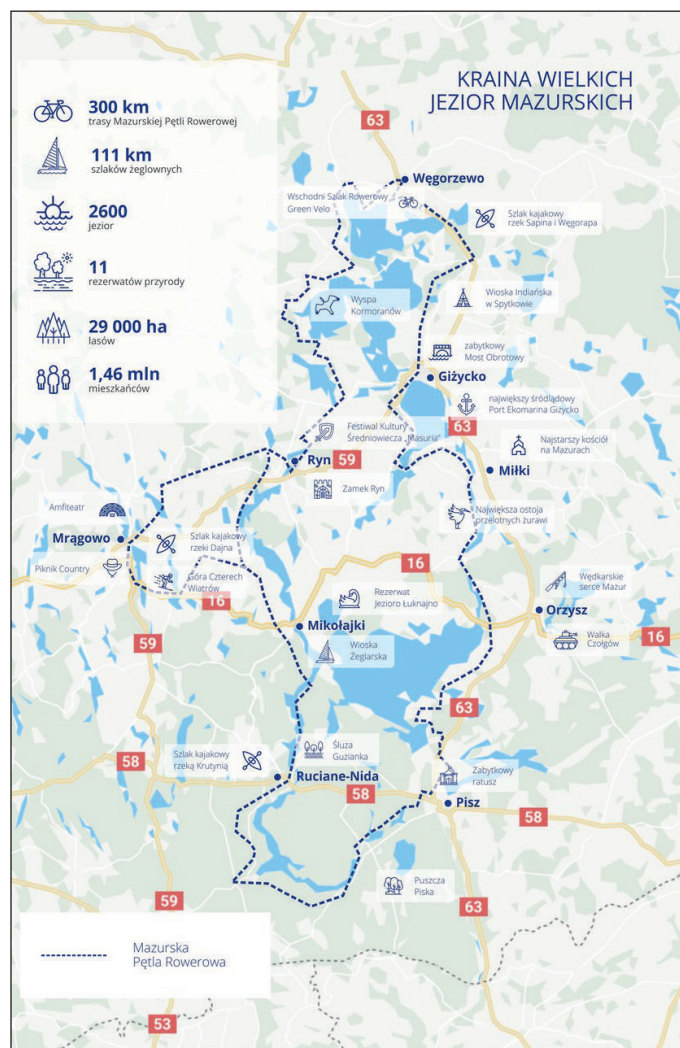 KRAINA WIELKICH
JEZIOR MAZURSKICH
300 km
trasy Mazurskiej Pętli Rowerowej
111 km
szlaków żeglownych
2600
jezior
11
rezerwatów przyrody
29 000 ha
lasów
1,46 mln
mieszkańców
63
Węgorzewo
Wschodni Szlak Rowerowy
Green Velo
Szlak kajakowy
rzek Sapina i Węgorapa
Wioska Indiańska
w Spytkowie
Wyspa
Kormoranów
zabytkowy
Most Obrotowy
Giżycko
największy śródlądowy
Port Ekomarina Giżycko
63
Festiwal Kultury
Średniowiecza „Masuria"
Najstarszy kościół
na Mazurach
Ryn
59
Miłki
Zamek Ryn
Amfiteatr
Największa ostoja
przelotnych żurawi
Mrągowo
Szlak kajakowy
rzeki Dajna
16
Piknik Country
Góra Czterech
Wiatrów
16
Rezerwat
Jezioro Łuknajno
Wędkarskie
serce Mazur
Orzysz
Mikołajki
16
59
Wioska
Żeglarska
Walka
Czołgów
63
58
Szlak kajakowy
rzeką Krutynią
Śluza
Guzianka
Ruciane-Nida
58
Zabytkowy
ratusz
Pisz
58
Puszcza
Piska
59
63
Mazurska
Pętla Rowerowa
53